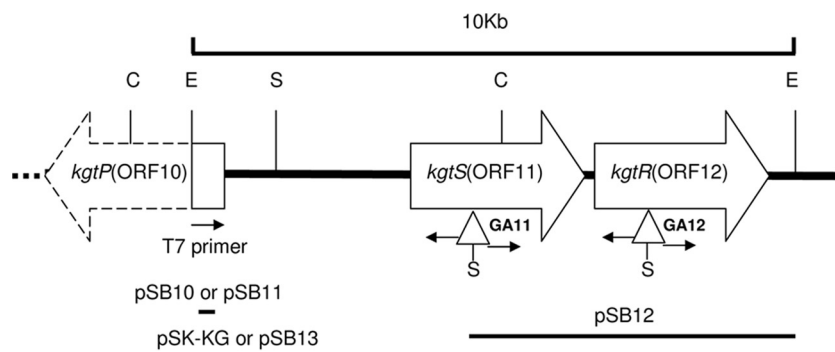 10Kb
C E S C E
kgtP(ORF10) kgtS(ORF11) kgtR(ORF12)
GA11 GA12
T7 primer
S S
pSB10 or pSB11
pSB12
pSK-KG or pSB13